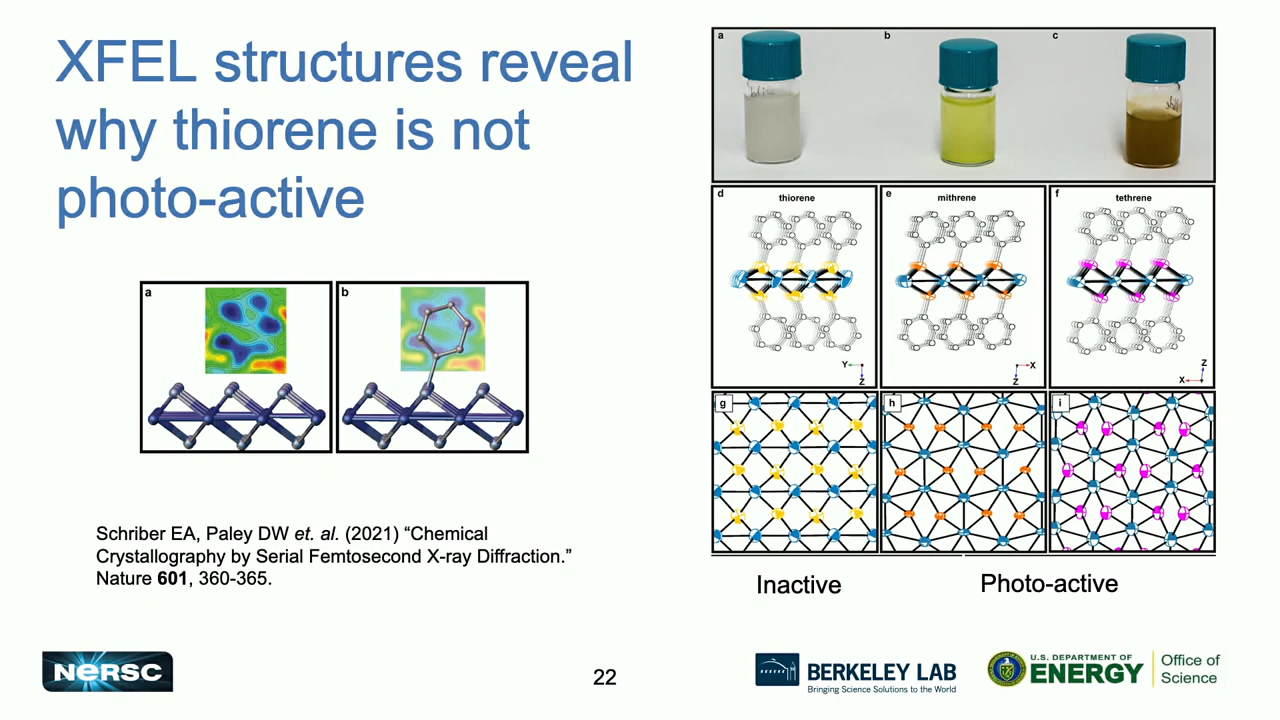 XFEL structures reveal
why thiorene is not
photo-active
a
b
Schriber EA, Paley DW et. al. (2021) “Chemical
Crystallography by Serial Femtosecond X-ray Diffraction.”
Nature 601, 360-365.
a
b
c
d
thiorene
e
mithrene
f
tethrene
Y
Z
X
Z
Z
X
g
h
i
Inactive
Photo-active
NERSC
22
BERKELEY LAB
Bringing Science Solutions to the World
U.S. DEPARTMENT OF
ENERGY
Office of
Science